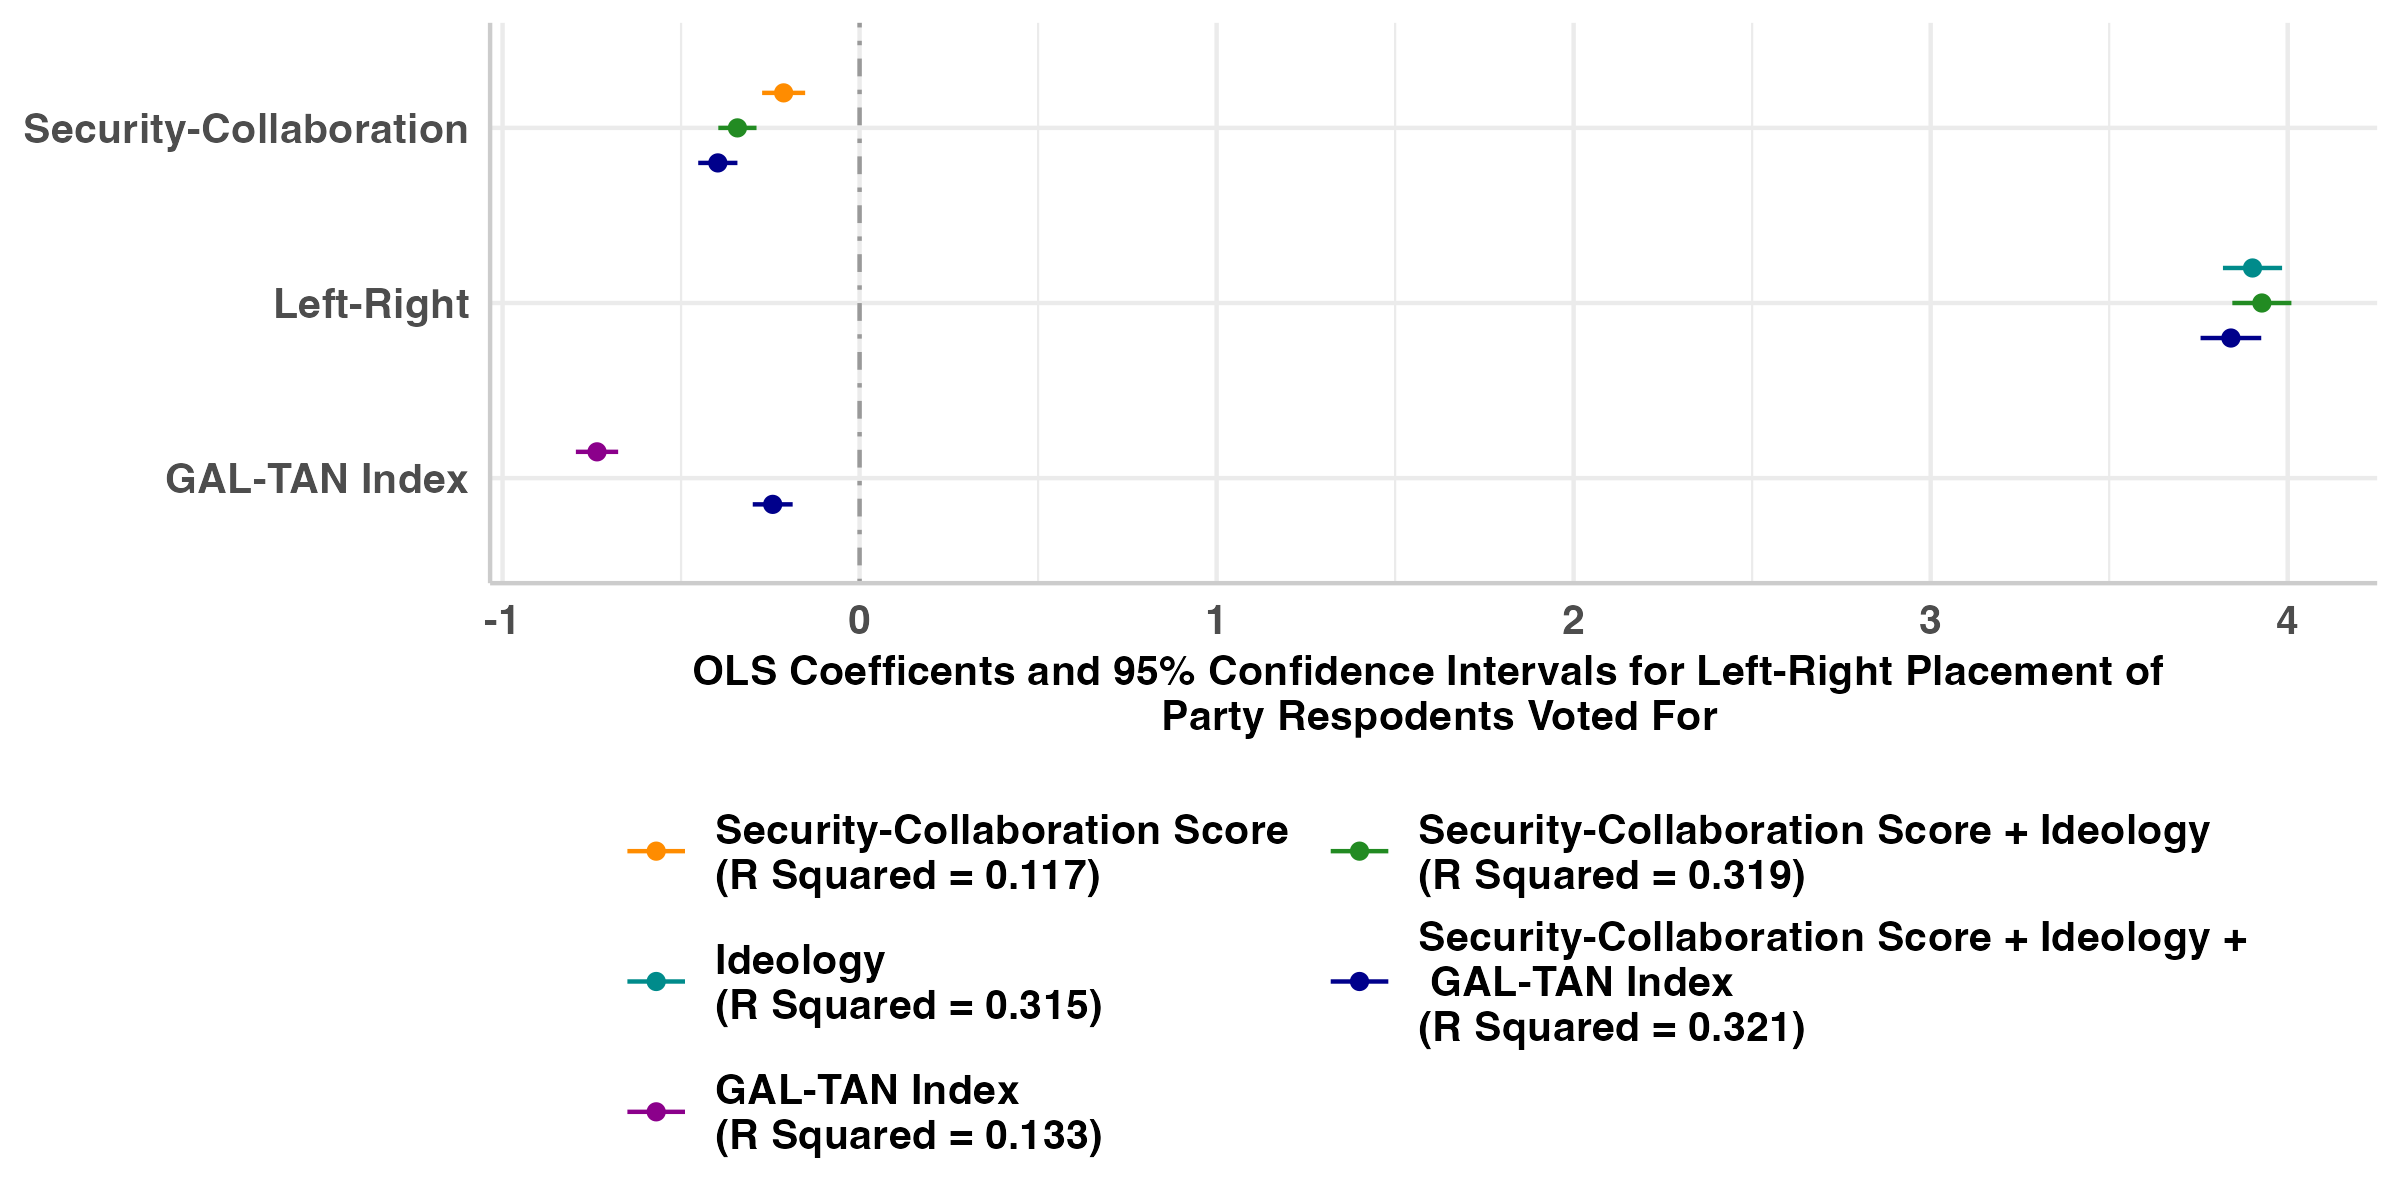 Security-Collaboration
Left-Right
GAL-TAN Index
-1 0 1 2 3 4
OLS Coefficents and 95% Confidence Intervals for Left-Right Placement of
Party Respodents Voted For
Security-Collaboration Score
(R Squared = 0.117)
Ideology
(R Squared = 0.315)
GAL-TAN Index
(R Squared = 0.133)
Security-Collaboration Score + Ideology
(R Squared = 0.319)
Security-Collaboration Score + Ideology +
GAL-TAN Index
(R Squared = 0.321)